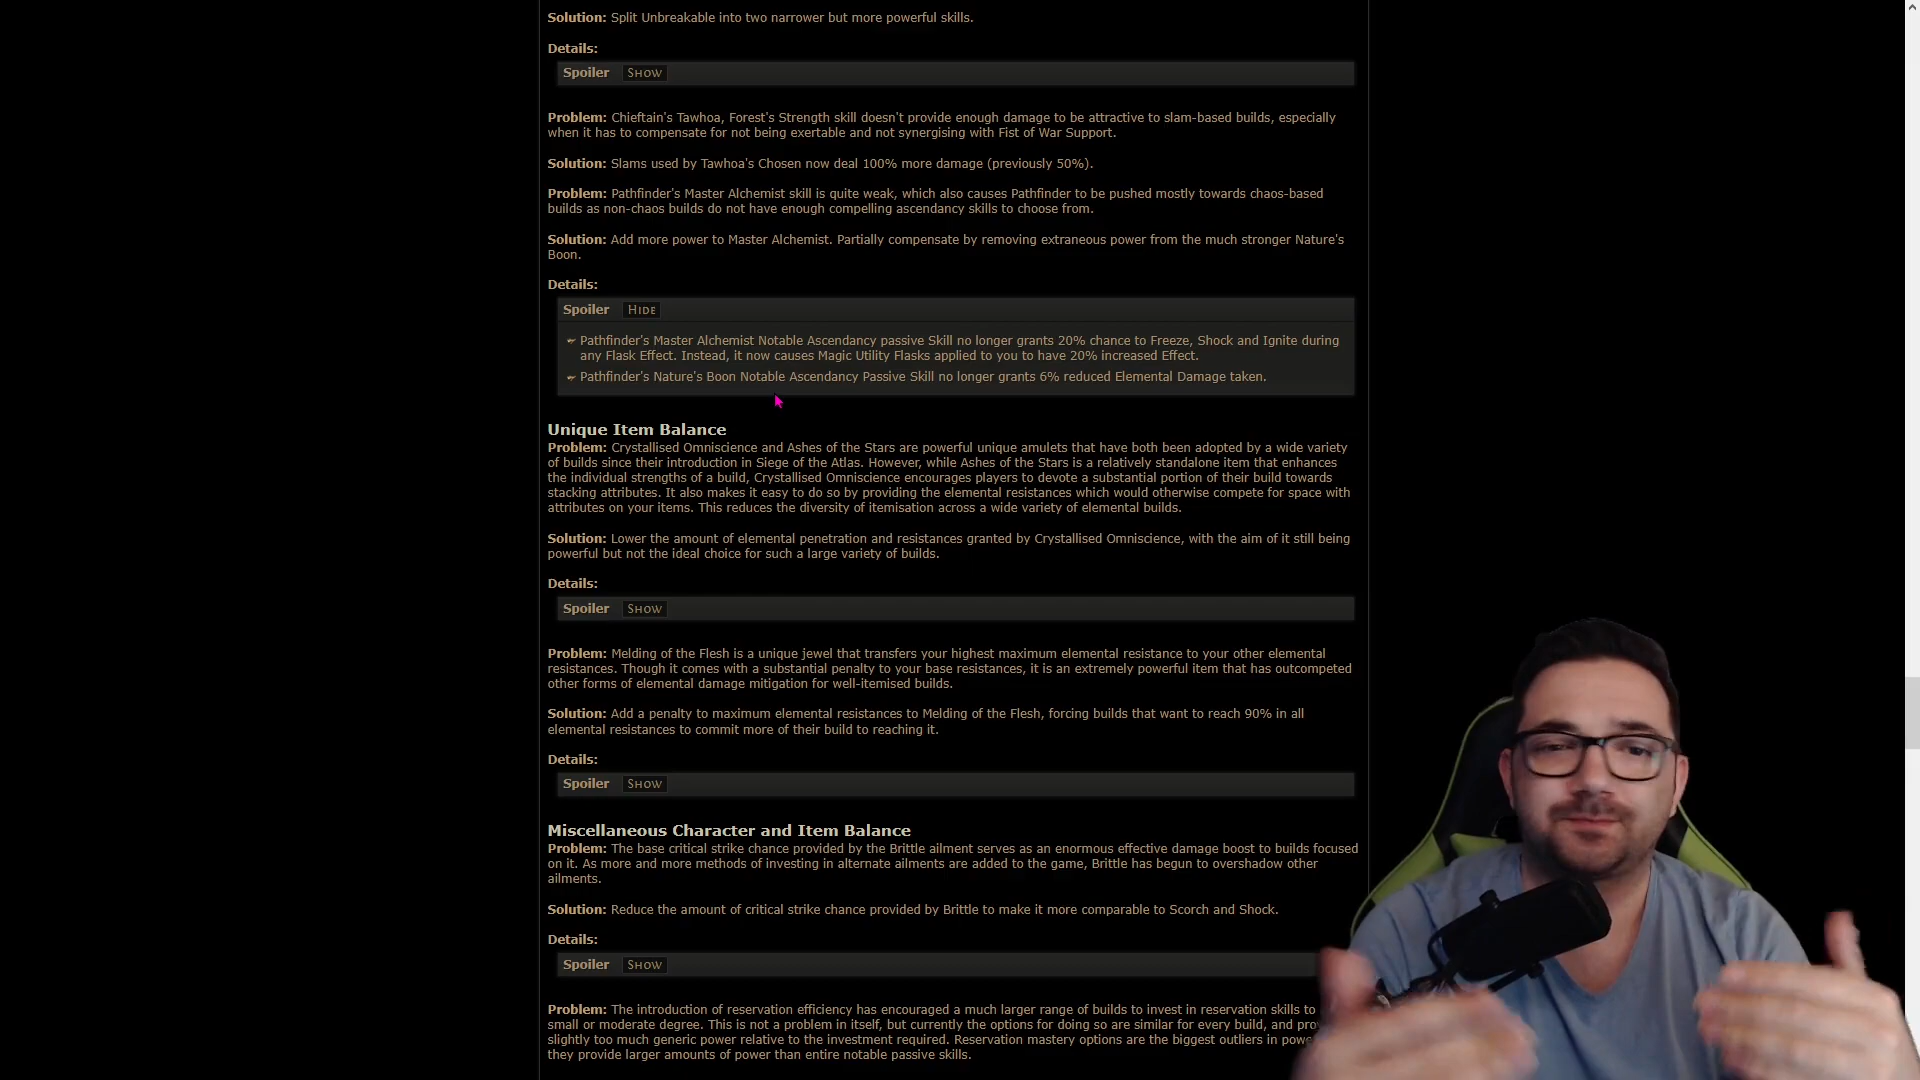 Solution: Split Unbreakable into two narrower but more powerful skills.
Details:
Spoiler SHOW
Problem: Chieftain's Tawhoa, Forest's Strength skill doesn't provide enough damage to be attractive to slam-based builds, especially
when it has to compensate for not being exertable and not synergising with Fist of War Support.
Solution: Slams used by Tawhoa's Chosen now deal 100% more damage (previously 50%).
Problem: Pathfinder's Master Alchemist skill is quite weak, which also causes Pathfinder to be pushed mostly towards chaos-based
builds as non-chaos builds do not have enough compelling ascendancy skills to choose from.
Solution: Add more power to Master Alchemist. Partially compensate by removing extraneous power from the much stronger Nature's
Boon.
Details:
Spoiler HIDE
Pathfinder's Master Alchemist Notable Ascendancy passive Skill no longer grants 20% chance to Freeze, Shock and Ignite during
any Flask Effect. Instead, it now causes Magic Utility Flasks applied to you to have 20% increased Effect.
Pathfinder's Nature's Boon Notable Ascendancy Passive Skill no longer grants 6% reduced Elemental Damage taken.
Unique Item Balance
Problem: Crystallised Omniscience and Ashes of the Stars are powerful unique amulets that have both been adopted by a wide variety
of builds since their introduction in Siege of the Atlas. However, while Ashes of the Stars is a relatively standalone item that enhances
the individual strengths of a build, Crystallised Omniscience encourages players to devote a substantial portion of their build towards
stacking attributes. It also makes it easy to do so by providing the elemental resistances which would otherwise compete for space with
attributes on your items. This reduces the diversity of itemisation across a wide variety of elemental builds.
Solution: Lower the amount of elemental penetration and resistances granted by Crystallised Omniscience, with the aim of it still being
powerful but not the ideal choice for such a large variety of builds.
Details:
Spoiler SHOW
Problem: Melding of the Flesh is a unique jewel that transfers your highest maximum elemental resistance to your other elemental
resistances. Though it comes with a substantial penalty to your base resistances, it is an extremely powerful item that has outcompeted
other forms of elemental damage mitigation for well-itemised builds.
Solution: Add a penalty to maximum elemental resistances to Melding of the Flesh, forcing builds that want to reach 90% in all
elemental resistances to commit more of their build to reaching it.
Details:
Spoiler SHOW
Miscellaneous Character and Item Balance
Problem: The base critical strike chance provided by the Brittle ailment serves as an enormous effective damage boost to builds focused
on it. As more and more methods of investing in alternate ailments are added to the game, Brittle has begun to overshadow other
ailments.
Solution: Reduce the amount of critical strike chance provided by Brittle to make it more comparable to Scorch and Shock.
Details:
Spoiler SHOW
Problem: The introduction of reservation efficiency has encouraged a much larger range of builds to invest in reservation skills to
small or moderate degree. This is not a problem in itself, but currently the options for doing so are similar for every build, and
slightly too much generic power relative to the investment required. Reservation mastery options are the biggest outliers in
they provide larger amounts of power than entire notable passive skills.